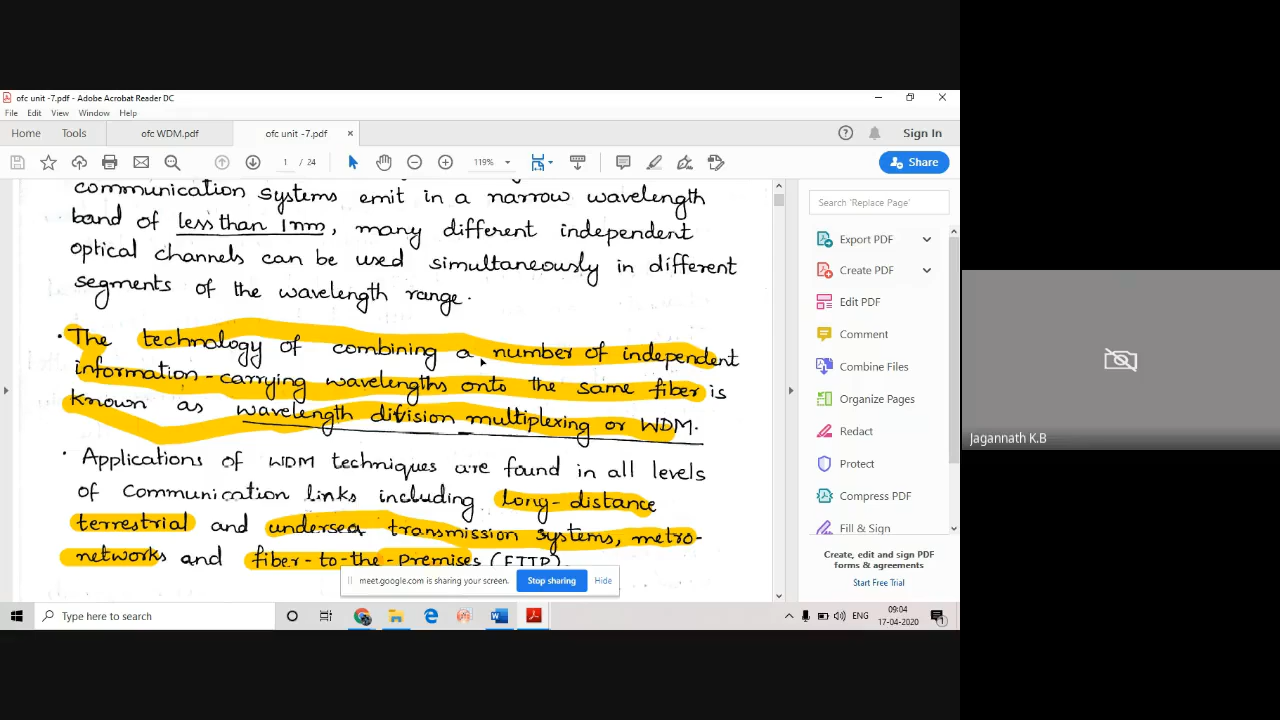 ofc unit -7.pdf - Adobe Acrobat Reader DC
File Edit View Window Help
Home Tools ofc WDM.pdf ofc unit -7.pdf × Sign In
1 / 24 119% Share
communication systems emit in a narrow wavelength
band of less than 1nm, many different independent
optical channels can be used simultaneously in different
segments of the wavelength range.
· The technology of combining a number of independent
information-carrying wavelengths onto the same fiber is
known as wavelength division multiplexing or WDM.
· Applications of WDM techniques are found in all levels
of communication links including long-distance
terrestrial and undersea transmission systems, metro-
networks and fiber-to-the-premises (FTTP).
Search 'Replace Page'
Export PDF
Create PDF
Edit PDF
Comment
Combine Files
Organize Pages
Redact
Protect
Compress PDF
Fill & Sign
Create, edit and sign PDF
forms & agreements
Start Free Trial
meet.google.com is sharing your screen. Stop sharing Hide
Type here to search
ENG
09:04
17-04-2020
1
Jagannath K.B